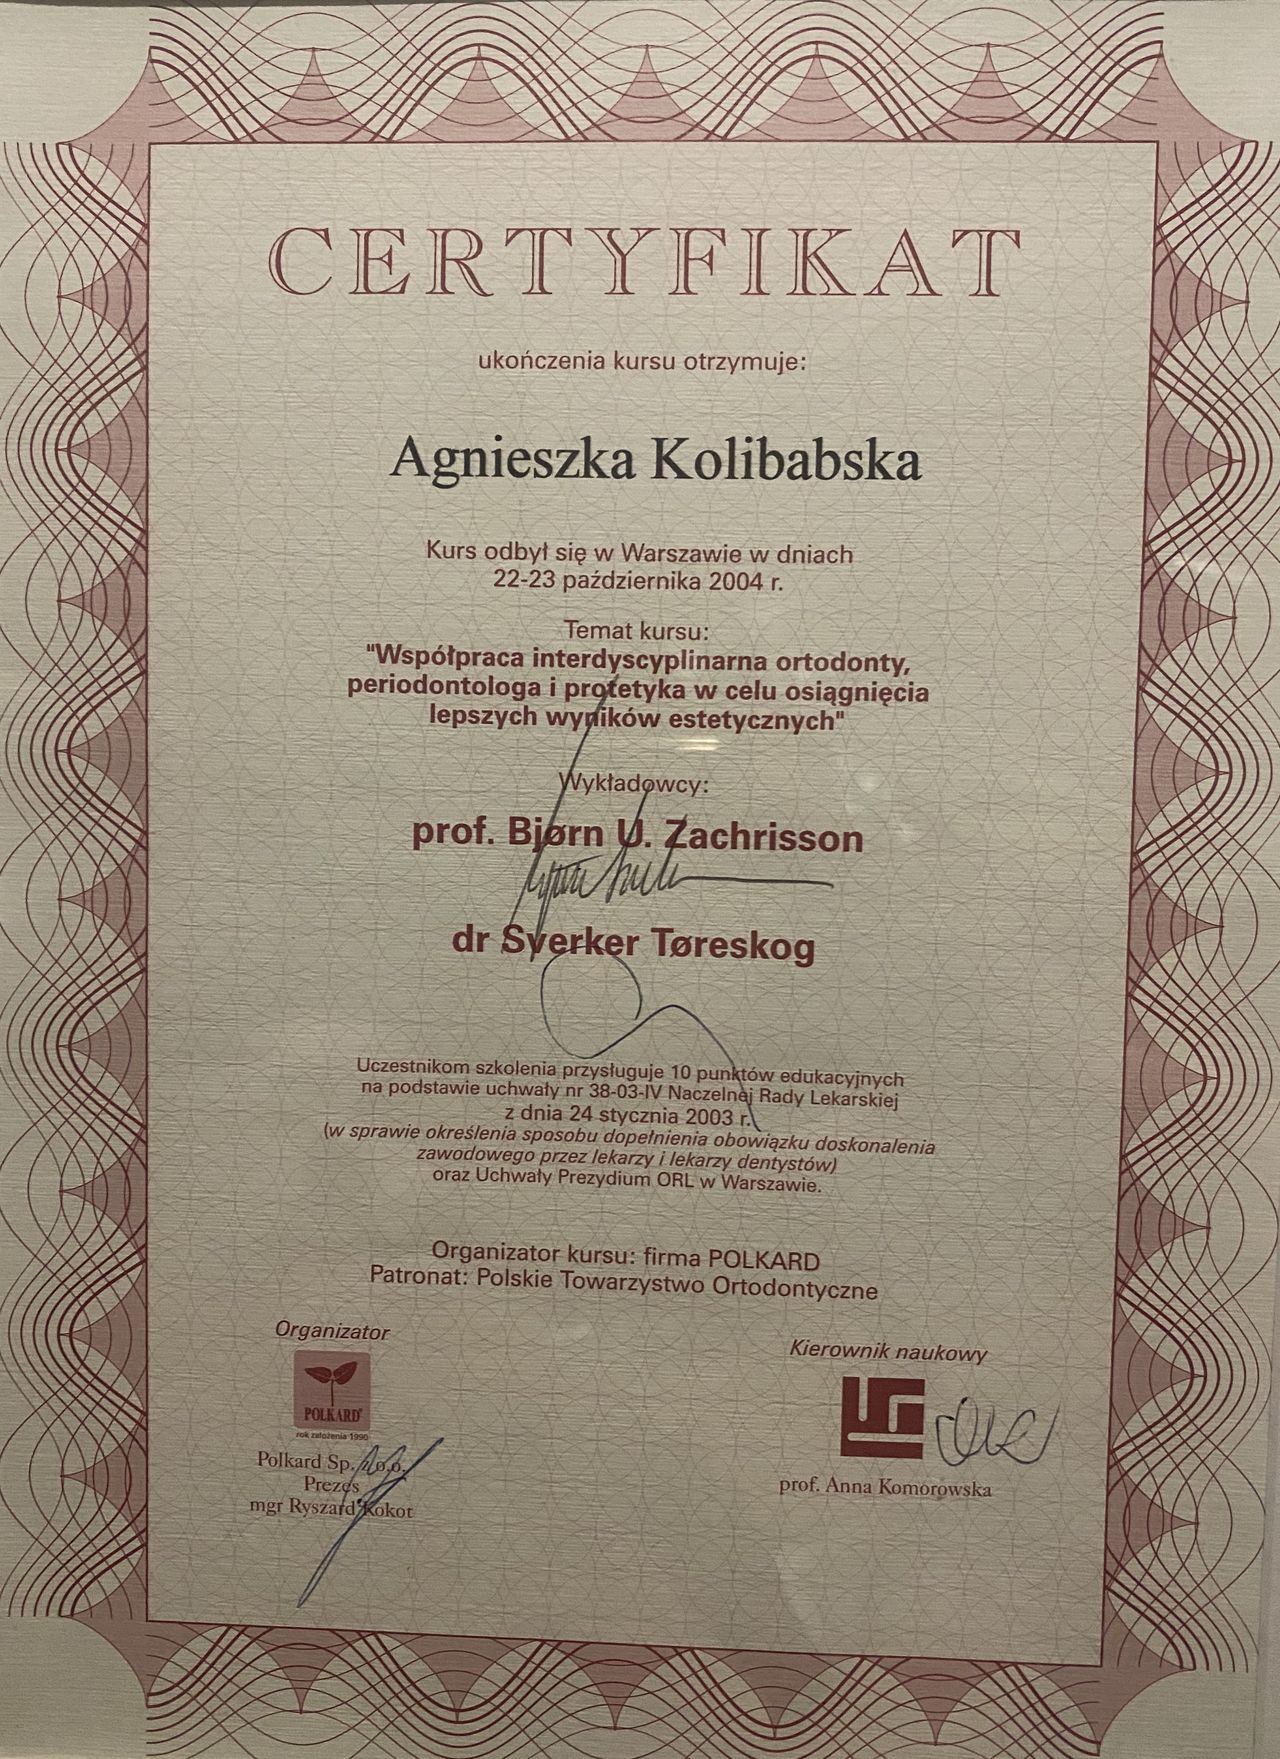 CERTYFIKAT
ukończenia kursu otrzymuje:
Agnieszka Kolibabska
Kurs odbył się w Warszawie w dniach
22-23 października 2004 r.
Temat kursu:
"Współpraca interdyscyplinarna ortodonty,
periodontologa i protetyka w celu osiągnięcia
lepszych wyników estetycznych"
Wykładowcy:
prof. Bjørn U. Zachrisson
dr Sverker Tøreskog
Uczestnikom szkolenia przysługuje 10 punktów edukacyjnych
na podstawie uchwały nr 38-03-IV Naczelnej Rady Lekarskiej
z dnia 24 stycznia 2003 r.
(w sprawie określenia sposobu dopełnienia obowiązku doskonalenia
zawodowego przez lekarzy i lekarzy dentystów)
oraz Uchwały Prezydium ORL w Warszawie.
Organizator kursu: firma POLKARD
Patronat: Polskie Towarzystwo Ortodontyczne
Organizator
POLKARD
rok założenia 1990
Polkard Sp. z o.o.
Prezes
mgr Ryszard Kokot
Kierownik naukowy
prof. Anna Komorowska